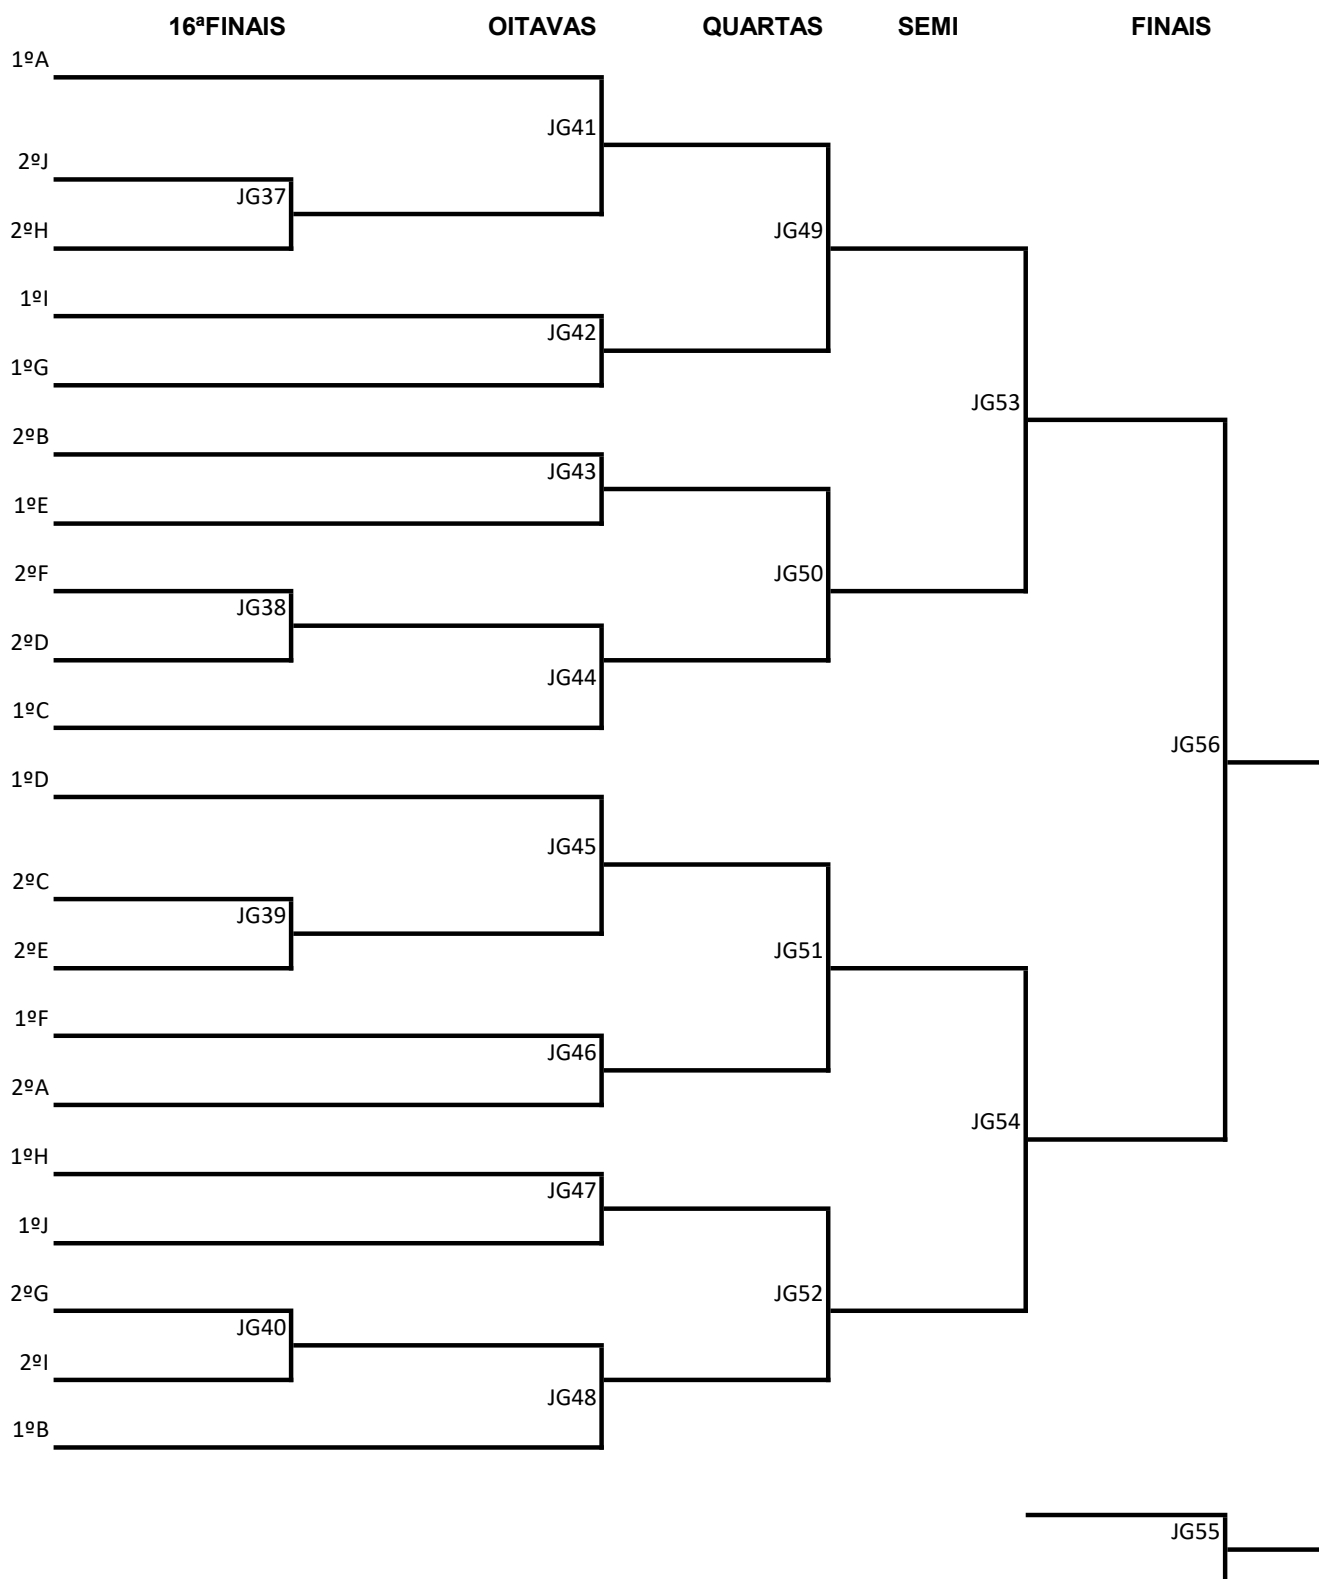 16ªFINAIS OITAVAS QUARTAS SEMI FINAIS
1ºA
JG41
2ºJ
JG37
2ºH
JG49
1ºI
JG42
1ºG
JG53
2ºB
JG43
1ºE
2ºF
JG50
JG38
2ºD
JG44
1ºC
JG56
1ºD
JG45
2ºC
JG39
2ºE
JG51
1ºF
JG46
2ºA
JG54
1ºH
JG47
1ºJ
2ºG
JG52
JG40
2ºI
JG48
1ºB
JG55